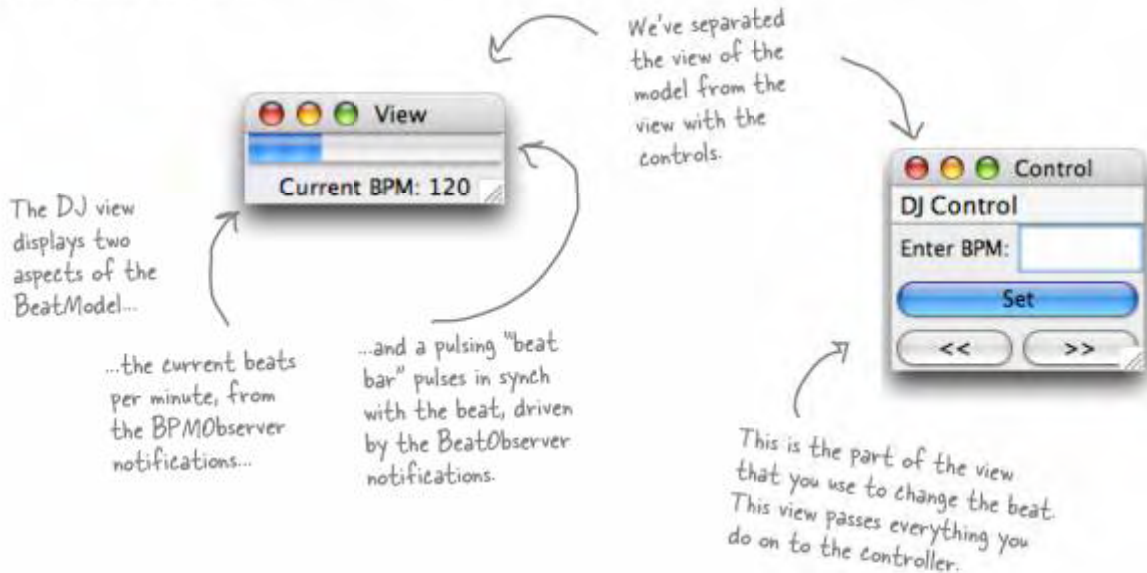 We've separated
the view of the
model from the
view with the
controls.
View
Current BPM: 120
Control
DJ Control
Enter BPM:
Set
<<
>>
The DJ view
displays two
aspects of the
BeatModel...
...the current beats
per minute, from
the BPMObserver
notifications...
...and a pulsing "beat
bar" pulses in synch
with the beat, driven
by the BeatObserver
notifications.
This is the part of the view
that you use to change the beat.
This view passes everything you
do on to the controller.